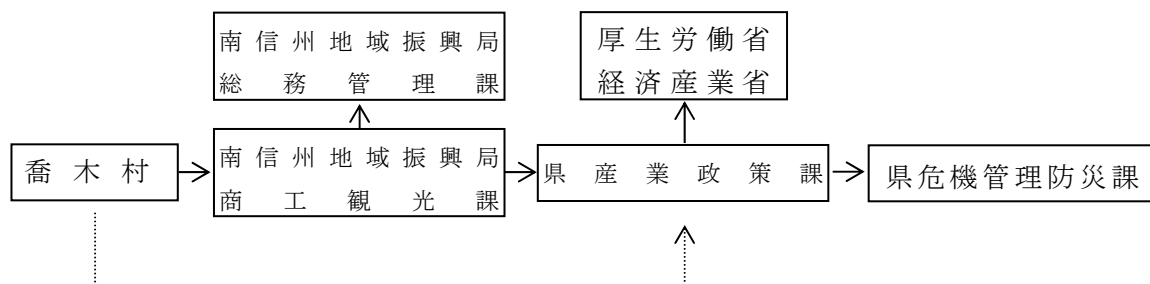 南信州地域振興局
総務管理課
厚生労働省
経済産業省
喬木村
南信州地域振興局
商工観光課
県産業政策課
県危機管理防災課